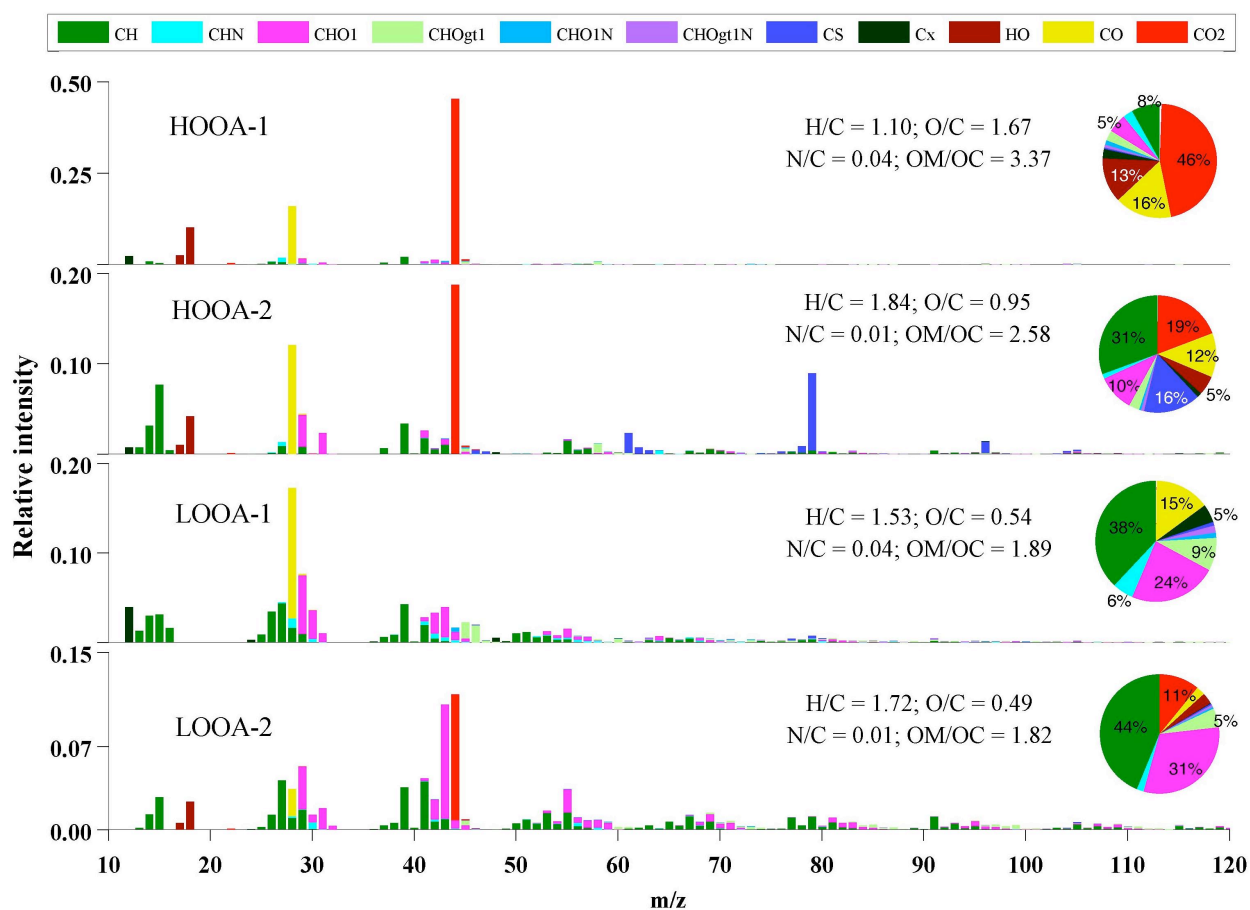 CH CHN CHO1 CHOgt1 CHO1N CHOgt1N CS Cx HO CO CO2
Relative intensity
0.50
0.25
HOOA-1
H/C = 1.10; O/C = 1.67
N/C = 0.04; OM/OC = 3.37
8%
5%
46%
13%
16%
0.20
0.10
HOOA-2
H/C = 1.84; O/C = 0.95
N/C = 0.01; OM/OC = 2.58
31%
19%
12%
10%
16%
5%
0.20
0.10
LOOA-1
H/C = 1.53; O/C = 0.54
N/C = 0.04; OM/OC = 1.89
15%
5%
38%
9%
24%
6%
0.15
0.07
0.00
LOOA-2
H/C = 1.72; O/C = 0.49
N/C = 0.01; OM/OC = 1.82
11%
5%
44%
31%
10 20 30 40 50 60 70 80 90 100 110 120
m/z